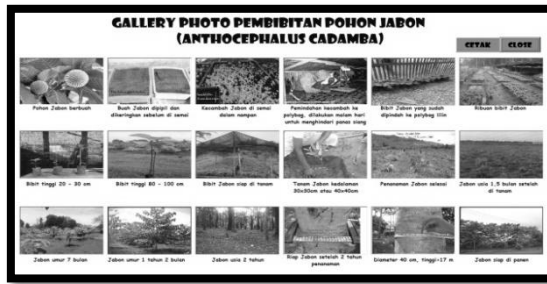 GALLERY PHOTO PEMBIBITAN POHON JABON
(ANTHOCEPHALUS CADAMBA)
CETAK CLOSE
Pohon Jabon berbuah
Buah Jabon dipipil dan
dikeringkan sebelum di semai
Kecambah Jabon di semai
dalam nampan
Pemindahan kecambah ke
polybag, dilakukan malam hari
untuk menghindari panas siang
Bibit Jabon yang sudah
dipindah ke polybag lilin
Ribuan bibit Jabon
Bibit tinggi 20 - 30 cm
Bibit tinggi 80 - 100 cm
Bibit Jabon siap di tanam
Tanam Jabon kedalaman
30x30cm atau 40x40cm
Penanaman Jabon selesai
Jabon usia 1,5 bulan setelah
di tanam
Jabon umur 7 bulan
Jabon umur 1 tahun 2 bulan
Jabon usia 2 tahun
Riap Jabon setelah 2 tahun
penanaman
Diameter 40 cm, tinggi-17 m
Jabon siap di panen